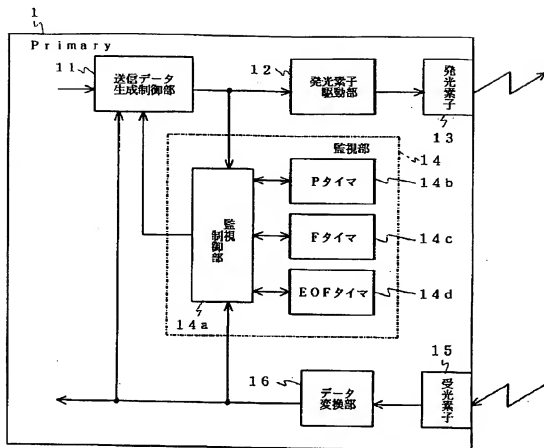 1
Primary
11
送信データ
生成制御部
12
発光素子
駆動部
発光素子
13
監視部
14
監視
制御部
14a
Pタイマ
14b
Fタイマ
14c
EOFタイマ
14d
16
データ
変換部
15
受光素子